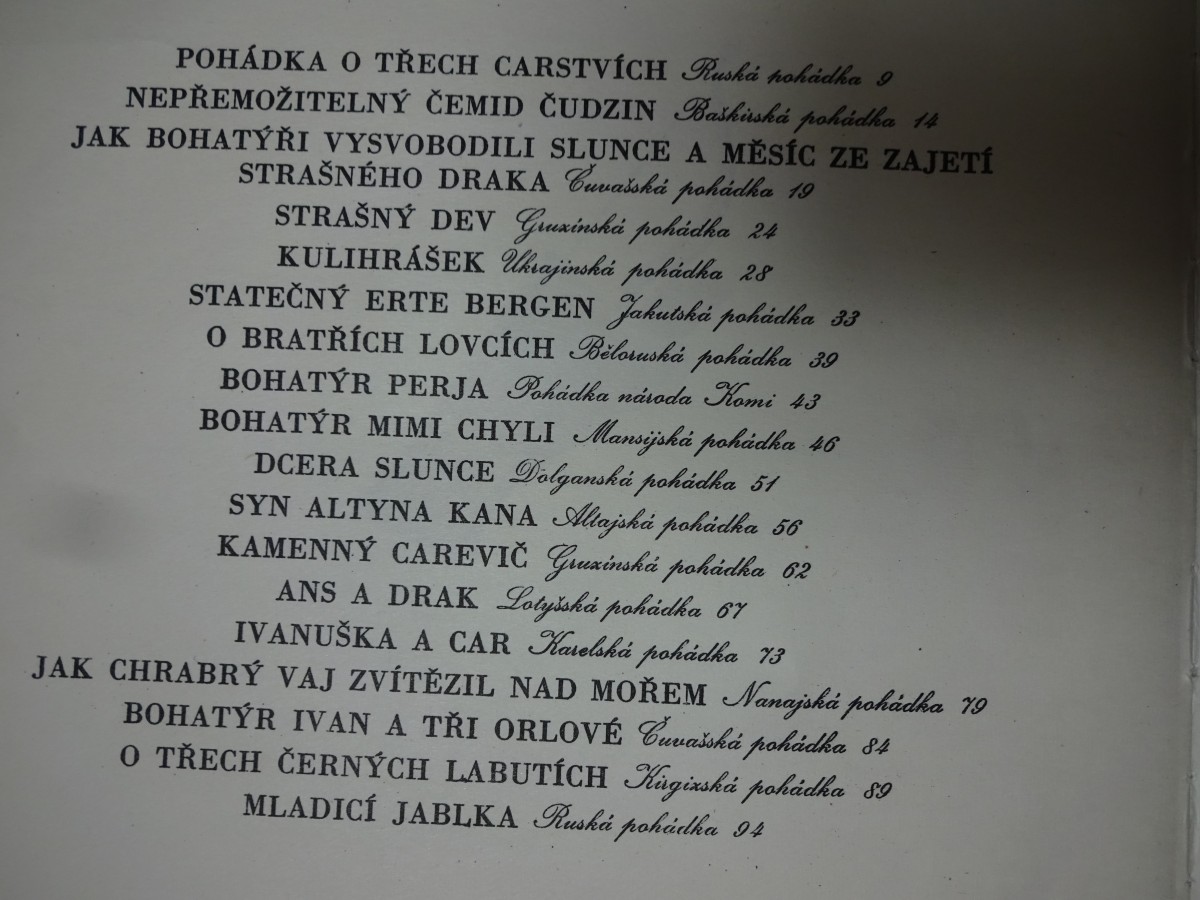 POHÁDKA O TŘECH CARSTVÍCH Ruská pohádka 9
NEPŘEMOŽITELNÝ ČEMID ČUDZIN Baškirská pohádka 14
JAK BOHATÝŘI VYSVOBODILI SLUNCE A MĚSÍC ZE ZAJETÍ
STRAŠNÉHO DRAKA Čuvašská pohádka 19
STRAŠNÝ DEV Gruzínská pohádka 24
KULIHRÁŠEK Ukrajinská pohádka 28
STATEČNÝ ERTE BERGEN Jakutská pohádka 33
O BRATŘÍCH LOVCÍCH Běloruská pohádka 39
BOHATÝR PERJA Pohádka národa Komi 43
BOHATÝR MIMI CHYLI Mansijská pohádka 46
DCERA SLUNCE Dolganská pohádka 51
SYN ALTYNA KANA Altajská pohádka 56
KAMENNÝ CAREVIČ Gruzínská pohádka 62
ANS A DRAK Lotyšská pohádka 67
IVANUŠKA A CAR Karelská pohádka 73
JAK CHRABRÝ VAJ ZVÍTĚZIL NAD MOŘEM Nanajská pohádka 79
BOHATÝR IVAN A TŘI ORLOVÉ Čuvašská pohádka 84
O TŘECH ČERNÝCH LABUTÍCH Kirgizská pohádka 89
MLADICÍ JABLKA Ruská pohádka 94